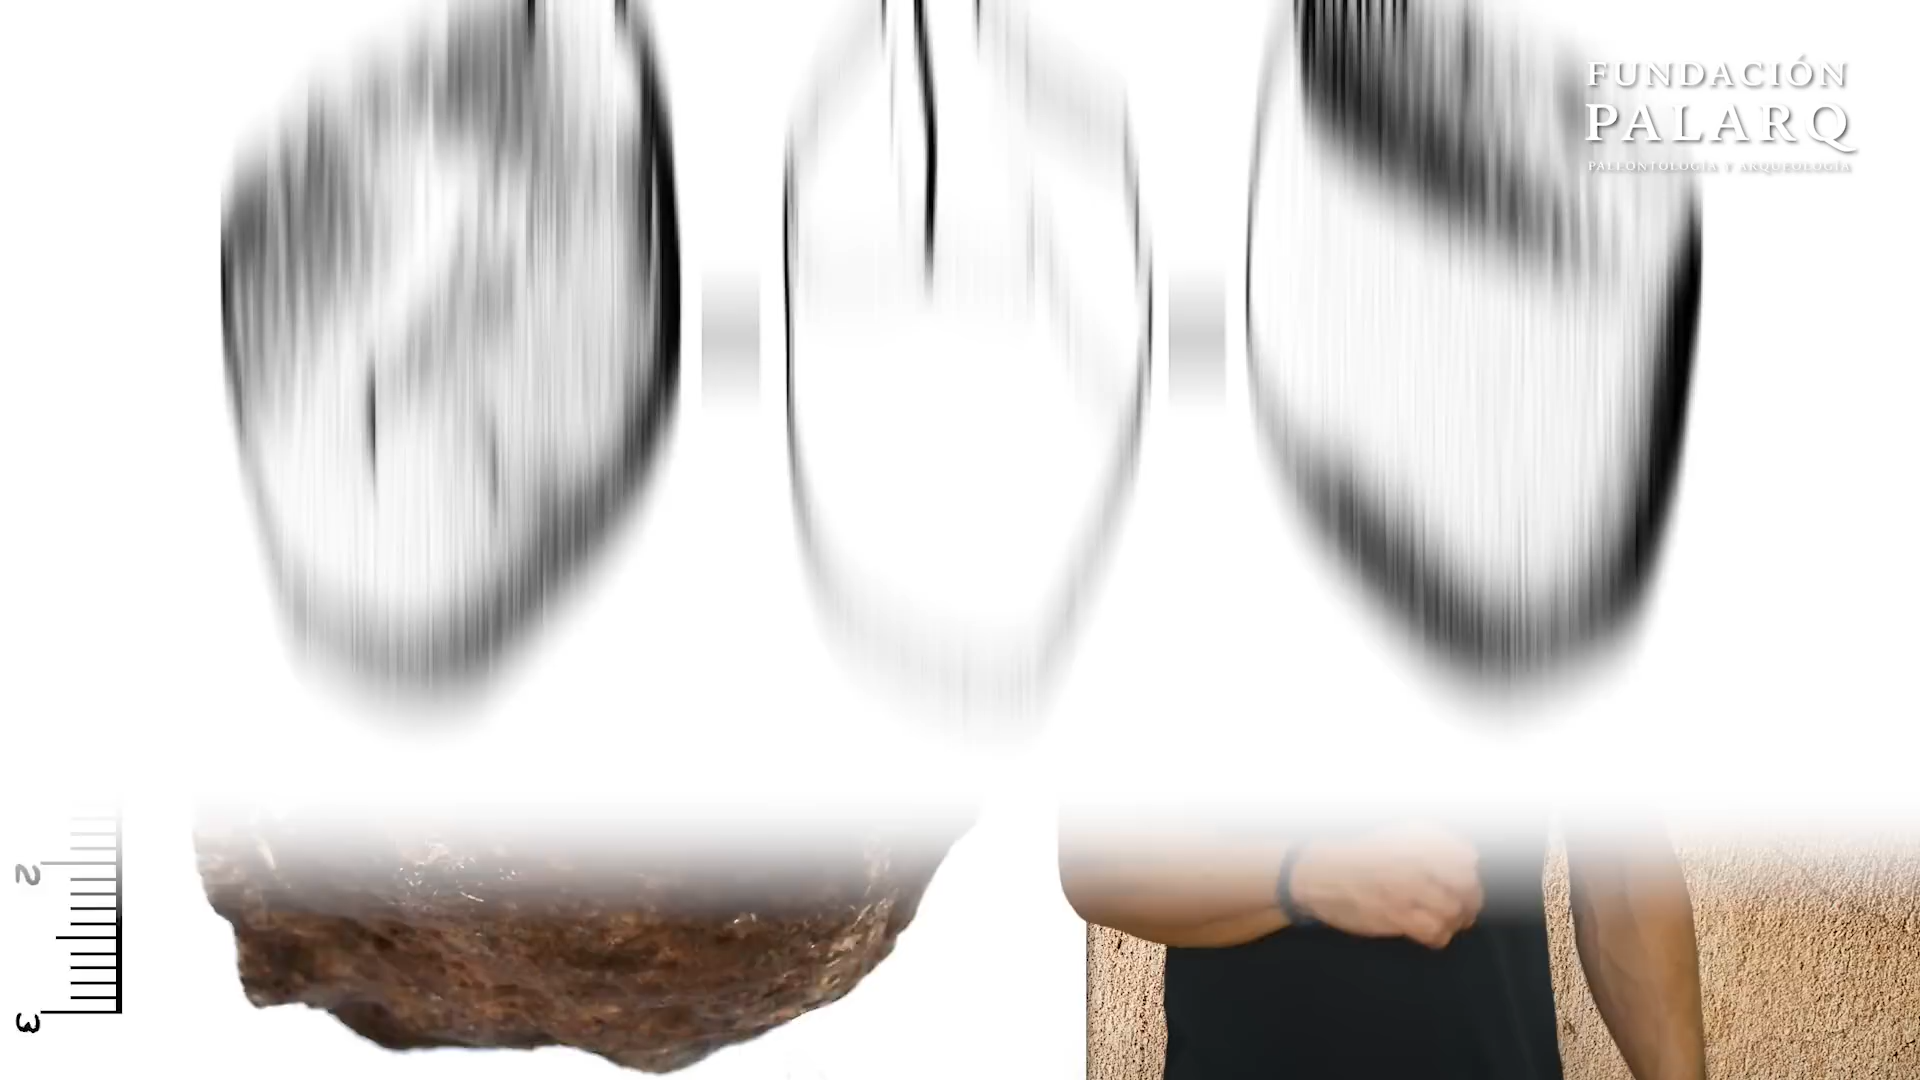 FUNDACIÓN
PALARQ
PALEONTOLOGÍA Y ARQUEOLOGÍA
2
3